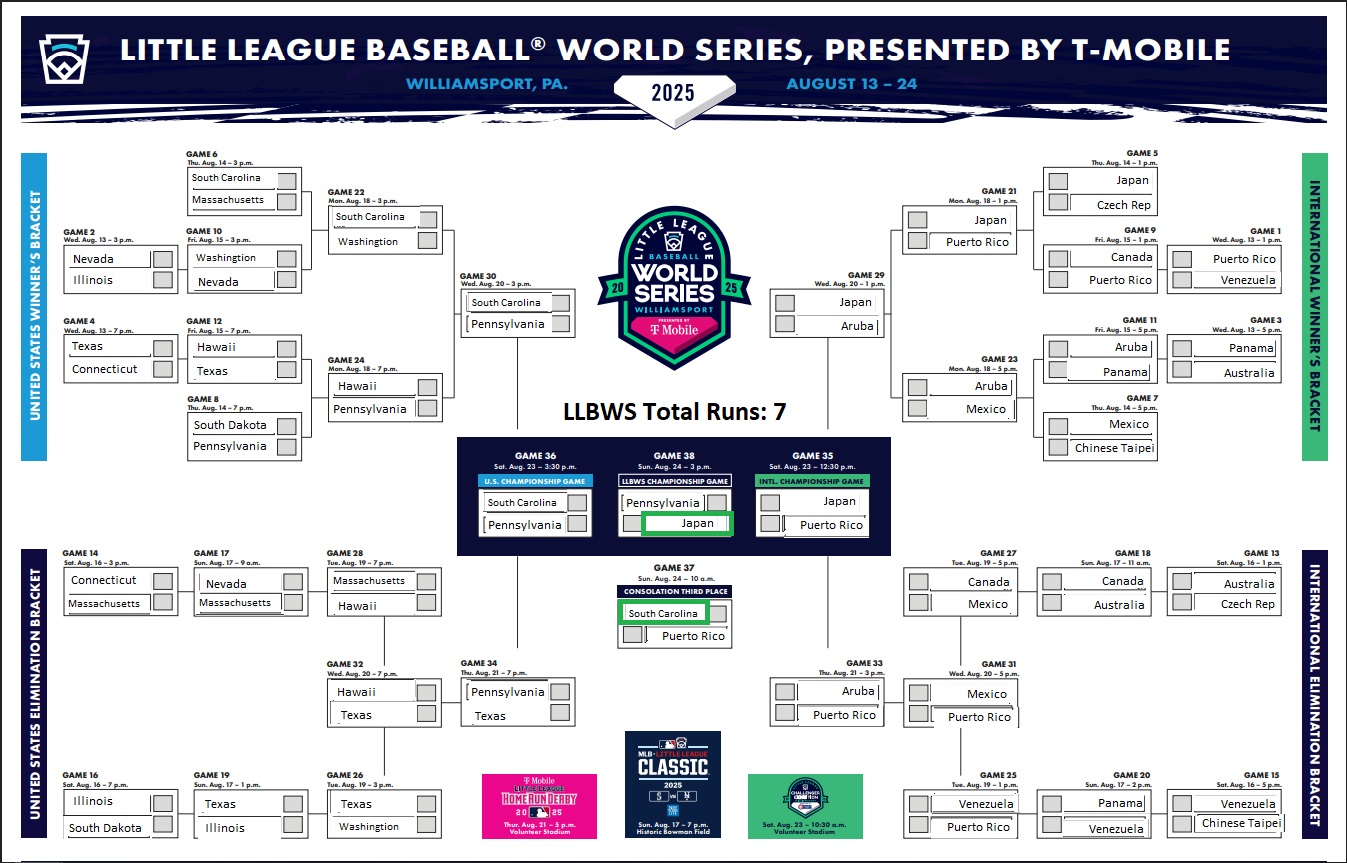 LITTLE LEAGUE BASEBALL® WORLD SERIES, PRESENTED BY T-MOBILE
WILLIAMSPORT, PA.
2025
AUGUST 13 – 24
UNITED STATES WINNER'S BRACKET
GAME 6
Thu. Aug. 14 – 3 p.m.
South Carolina
Massachusetts
GAME 2
Wed. Aug. 13 – 3 p.m.
Nevada
Illinois
GAME 10
Fri. Aug. 15 – 3 p.m.
Washington
Nevada
GAME 22
Mon. Aug. 18 – 3 p.m.
South Carolina
Washington
GAME 4
Wed. Aug. 13 – 7 p.m.
Texas
Connecticut
GAME 12
Fri. Aug. 15 – 7 p.m.
Hawaii
Texas
GAME 8
Thu. Aug. 14 – 7 p.m.
South Dakota
Pennsylvania
GAME 24
Mon. Aug. 18 – 7 p.m.
Hawaii
Pennsylvania
GAME 30
Wed. Aug. 20 – 3 p.m.
South Carolina
Pennsylvania
LITTLE LEAGUE
BASEBALL
WORLD
20 SERIES 25
WILLIAMSPORT
PRESENTED BY
T Mobile
GAME 29
Wed. Aug. 20 – 1 p.m.
Japan
Aruba
GAME 21
Mon. Aug. 18 – 1 p.m.
Japan
Puerto Rico
GAME 23
Mon. Aug. 18 – 5 p.m.
Aruba
Mexico
GAME 5
Thu. Aug. 14 – 1 p.m.
Japan
Czech Rep
GAME 9
Fri. Aug. 15 – 1 p.m.
Canada
Puerto Rico
GAME 1
Wed. Aug. 13 – 1 p.m.
Puerto Rico
Venezuela
GAME 11
Fri. Aug. 15 – 5 p.m.
Aruba
Panama
GAME 3
Wed. Aug. 13 – 5 p.m.
Panama
Australia
GAME 7
Thu. Aug. 14 – 5 p.m.
Mexico
Chinese Taipei
INTERNATIONAL WINNER'S BRACKET
LLBWS Total Runs: 7
GAME 36
Sat. Aug. 23 – 3:30 p.m.
U.S. CHAMPIONSHIP GAME
South Carolina
Pennsylvania
GAME 38
Sun. Aug. 24 – 3 p.m.
LLBWS CHAMPIONSHIP GAME
Pennsylvania
Japan
GAME 35
Sat. Aug. 23 – 12:30 p.m.
INTL. CHAMPIONSHIP GAME
Japan
Puerto Rico
GAME 37
Sun. Aug. 24 – 10 a.m.
CONSOLATION THIRD PLACE
South Carolina
Puerto Rico
UNITED STATES ELIMINATION BRACKET
GAME 14
Sat. Aug. 16 – 3 p.m.
Connecticut
Massachusetts
GAME 17
Sun. Aug. 17 – 9 a.m.
Nevada
Massachusetts
GAME 28
Tue. Aug. 19 – 7 p.m.
Massachusetts
Hawaii
GAME 32
Wed. Aug. 20 – 7 p.m.
Hawaii
Texas
GAME 34
Thu. Aug. 21 – 7 p.m.
Pennsylvania
Texas
GAME 16
Sat. Aug. 16 – 7 p.m.
Illinois
South Dakota
GAME 19
Sun. Aug. 17 – 1 p.m.
Texas
Illinois
GAME 26
Tue. Aug. 19 – 3 p.m.
Texas
Washington
GAME 27
Tue. Aug. 19 – 5 p.m.
Canada
Mexico
GAME 18
Sun. Aug. 17 – 11 a.m.
Canada
Australia
GAME 13
Sat. Aug. 16 – 1 p.m.
Australia
Czech Rep
GAME 33
Thu. Aug. 21 – 3 p.m.
Aruba
Puerto Rico
GAME 31
Wed. Aug. 20 – 5 p.m.
Mexico
Puerto Rico
GAME 25
Tue. Aug. 19 – 1 p.m.
Venezuela
Puerto Rico
GAME 20
Sun. Aug. 17 – 2 p.m.
Panama
Venezuela
GAME 15
Sat. Aug. 16 – 5 p.m.
Venezuela
Chinese Taipei
INTERNATIONAL ELIMINATION BRACKET
T Mobile
LITTLE LEAGUE
HOME RUN DERBY
20 25
Thur. Aug. 21 – 5 p.m.
Volunteer Stadium
MLB LITTLE LEAGUE
CLASSIC
2025
VS
Sun. Aug. 17 – 7 p.m.
Historic Bowman Field
CHALLENGER
Sat. Aug. 23 – 10:30 a.m.
Volunteer Stadium